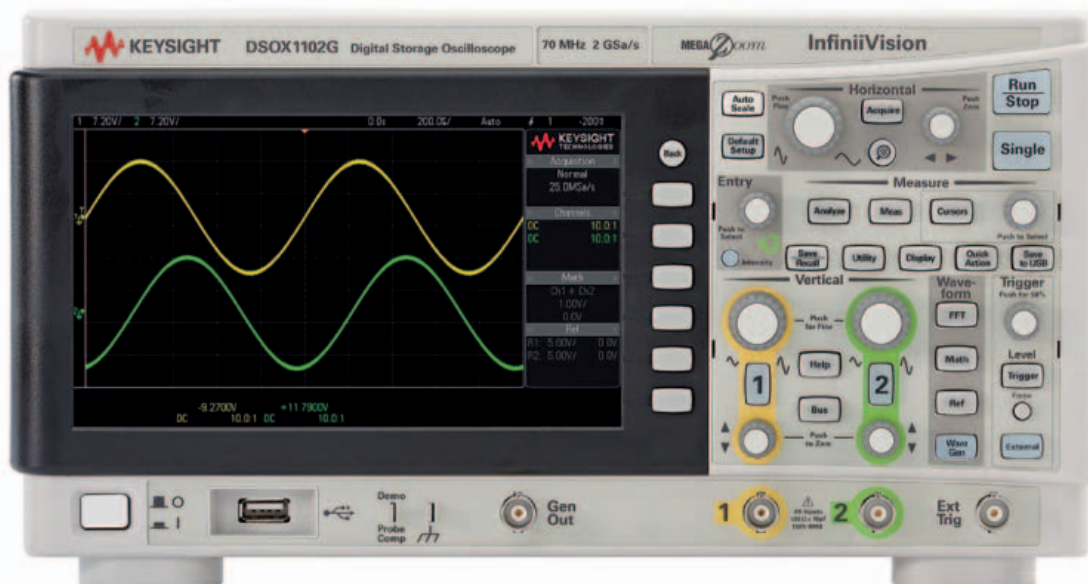 KEYSIGHT DSOX1102G Digital Storage Oscilloscope 70 MHz 2 GSa/s MEGA Zoom InfiniiVision
1 7.20V/ 2 7.20V/ 0.0s 200.0$/ Auto 1
KEYSIGHT
TECHNOLOGIES
Acquisition
Normal
25.0MSa/s
Channels
DC 10.0:1
DC 10.0:1
Ch1 + Ch2
1.00V/
0.0V
Ref
R1: 5.00V/ 0.0V
R2: 5.00V/ 0.0V
-9.2700V +11.7900V
DC 10.0:1 DC 10.0:1
Back
Auto
Scale
Default
Setup
Horizontal
Push
Fine
Acquire
Push
Zero
Run
Stop
Single
Entry
Push to
Select
Intensity
Measure
Analyze Meas Cursors
Push to Select
Save
Recall
Utility
Display
Quick
Action
Save
to USB
Vertical
Push
for Fine
1
Help
2
Bus
Push
to Zero
Wave-
form
FFT
Math
Ref
Wave
Gen
Trigger
Push for 50%
Level
Trigger
Force
External
Demo
Probe
Comp
Gen
Out
1
2
Ext
Trig